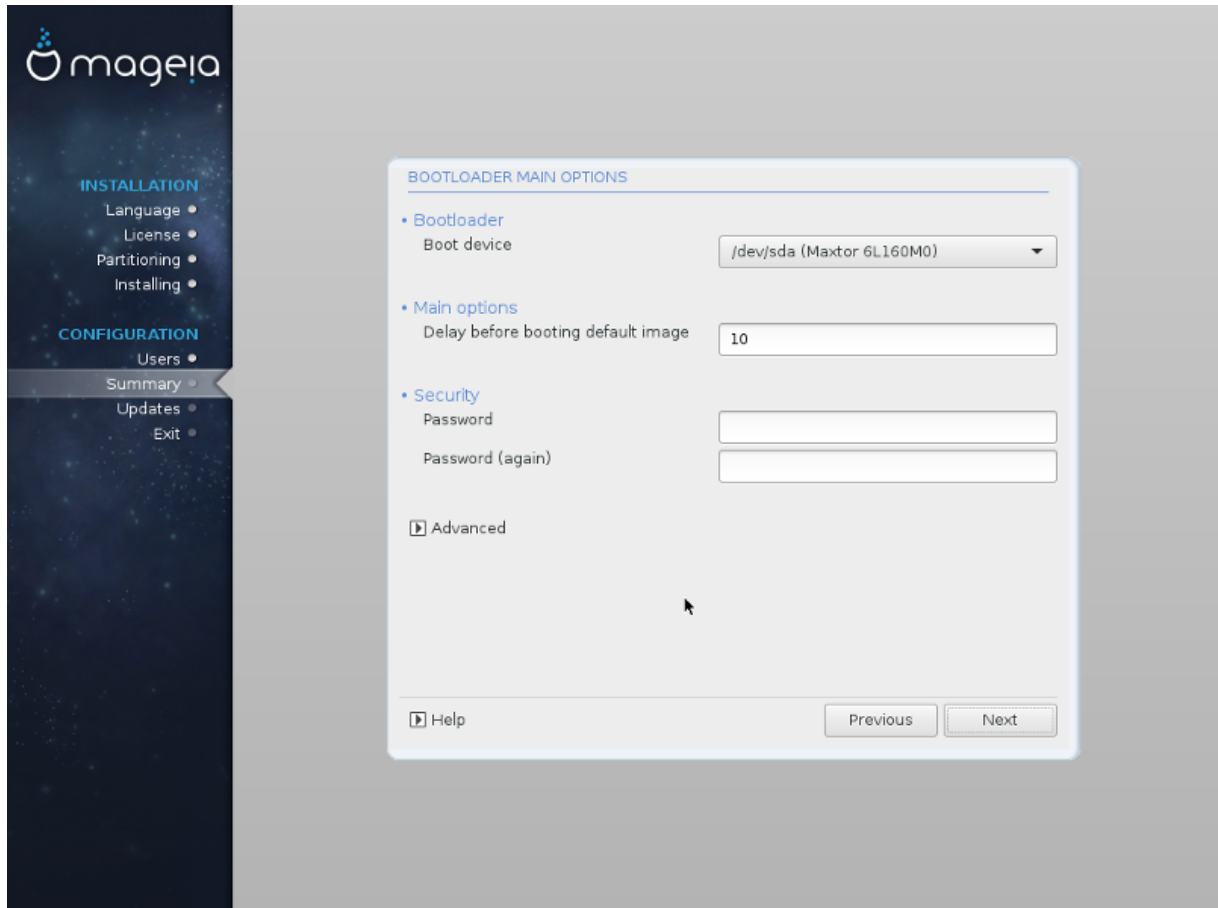 mageia
INSTALLATION
Language
License
Partitioning
Installing
CONFIGURATION
Users
Summary
Updates
Exit
BOOTLOADER MAIN OPTIONS
• Bootloader
Boot device
/dev/sda (Maxtor 6L160M0)
• Main options
Delay before booting default image
10
• Security
Password
Password (again)
Advanced
Help
Previous
Next